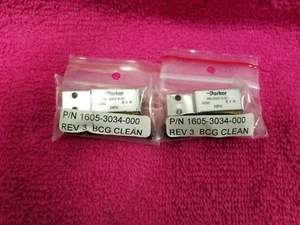 Parker
P/N 1605-3034-000
REV 3 BCG CLEAN
Parker
P/N 1605-3034-000
REV 3 BCG CLEAN